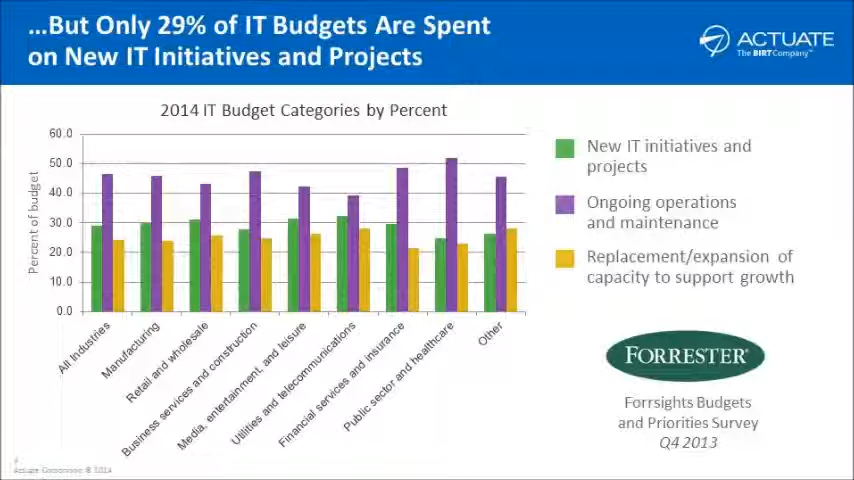 …But Only 29% of IT Budgets Are Spent
on New IT Initiatives and Projects
ACTUATE
The BIRT Company™
2014 IT Budget Categories by Percent
Percent of budget
60.0
50.0
40.0
30.0
20.0
10.0
0.0
All Industries
Manufacturing
Retail and wholesale
Business services and construction
Media, entertainment, and leisure
Utilities and telecommunications
Financial services and insurance
Public sector and healthcare
Other
New IT initiatives and
projects
Ongoing operations
and maintenance
Replacement/expansion of
capacity to support growth
FORRESTER®
Forrsights Budgets
and Priorities Survey
Q4 2013
Actuate Corporation © 2014